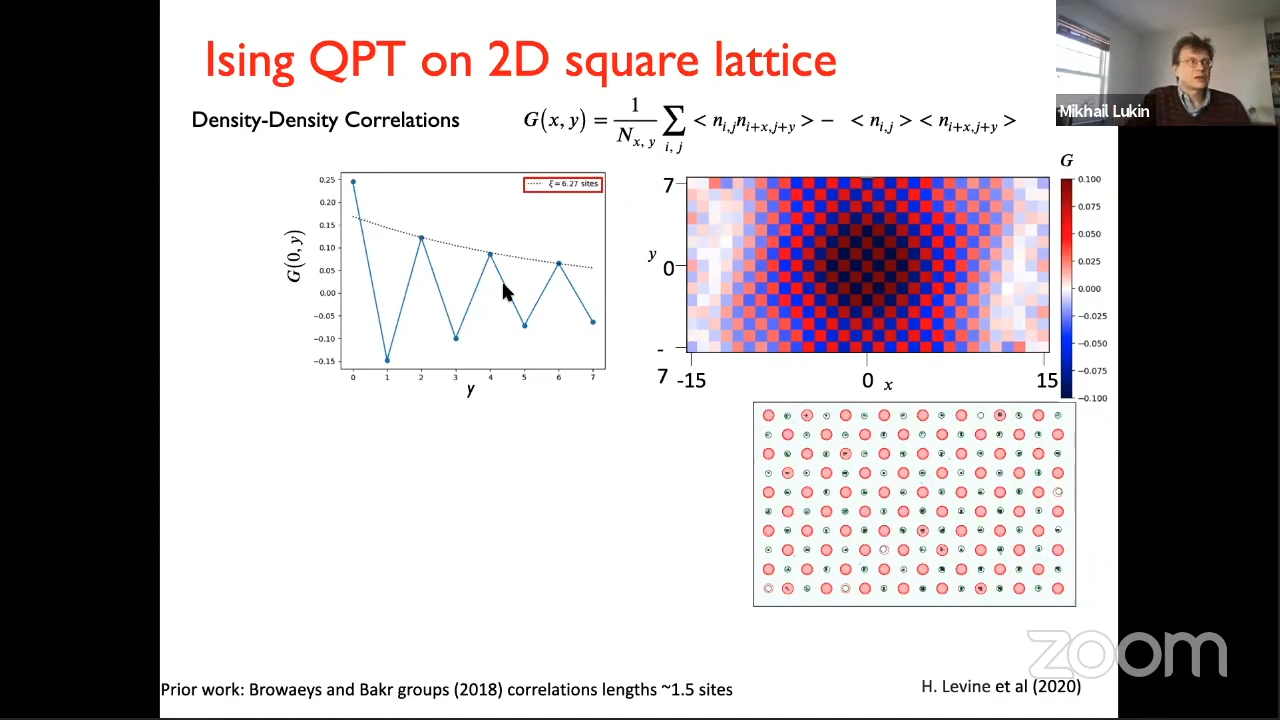 Ising QPT on 2D square lattice
Mikhail Lukin
Density-Density Correlations
G(x, y) = 1/N_{x, y} ∑_{i, j} < n_{i,j} n_{i+x,j+y} > − < n_{i,j} > < n_{i+x,j+y} >
ξ = 6.27 sites
G(0, y)
0.25
0.20
0.15
0.10
0.05
0.00
−0.05
−0.10
−0.15
0 1 2 3 4 5 6 7
y
7
y
0
-
7
-15 0 x 15
G
0.100
0.075
0.050
0.025
0.000
−0.025
−0.050
−0.075
−0.100
zoom
Prior work: Browaeys and Bakr groups (2018) correlations lengths ~1.5 sites
H. Levine et al (2020)